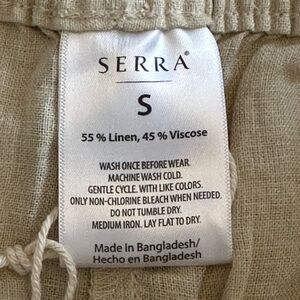 SERRA®
S
55 % Linen, 45 % Viscose
WASH ONCE BEFORE WEAR.
MACHINE WASH COLD.
GENTLE CYCLE. WITH LIKE COLORS.
ONLY NON-CHLORINE BLEACH WHEN NEEDED.
DO NOT TUMBLE DRY.
MEDIUM IRON. LAY FLAT TO DRY.
Made in Bangladesh/
Hecho en Bangladesh